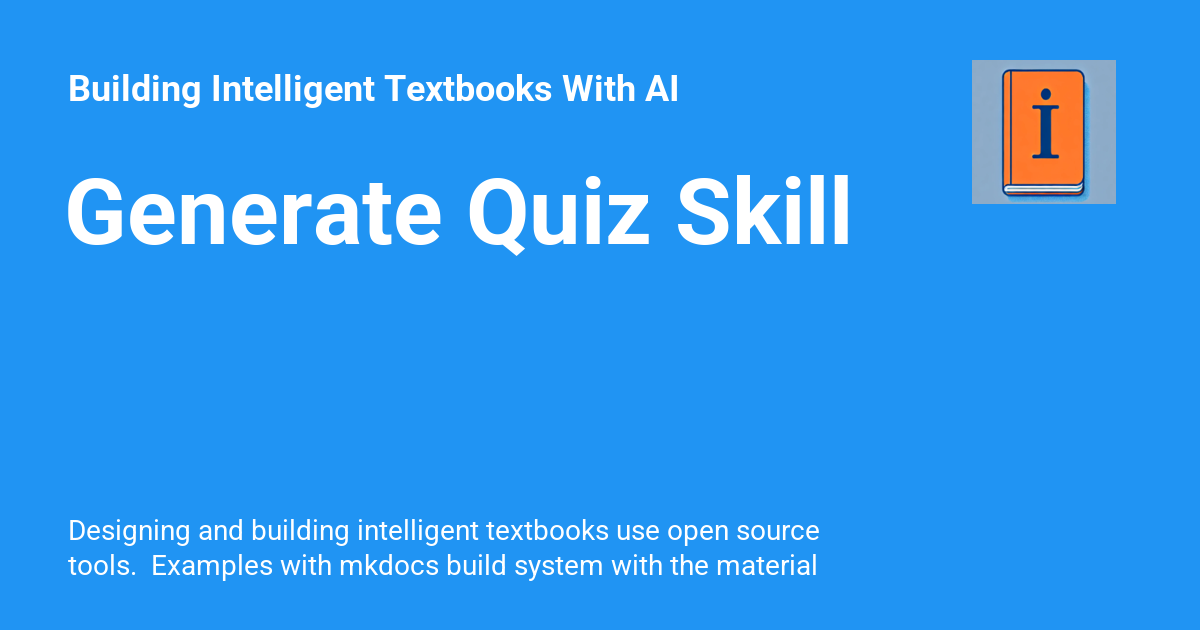 Building Intelligent Textbooks With AI
i
Generate Quiz Skill
Designing and building intelligent textbooks use open source
tools.  Examples with mkdocs build system with the material